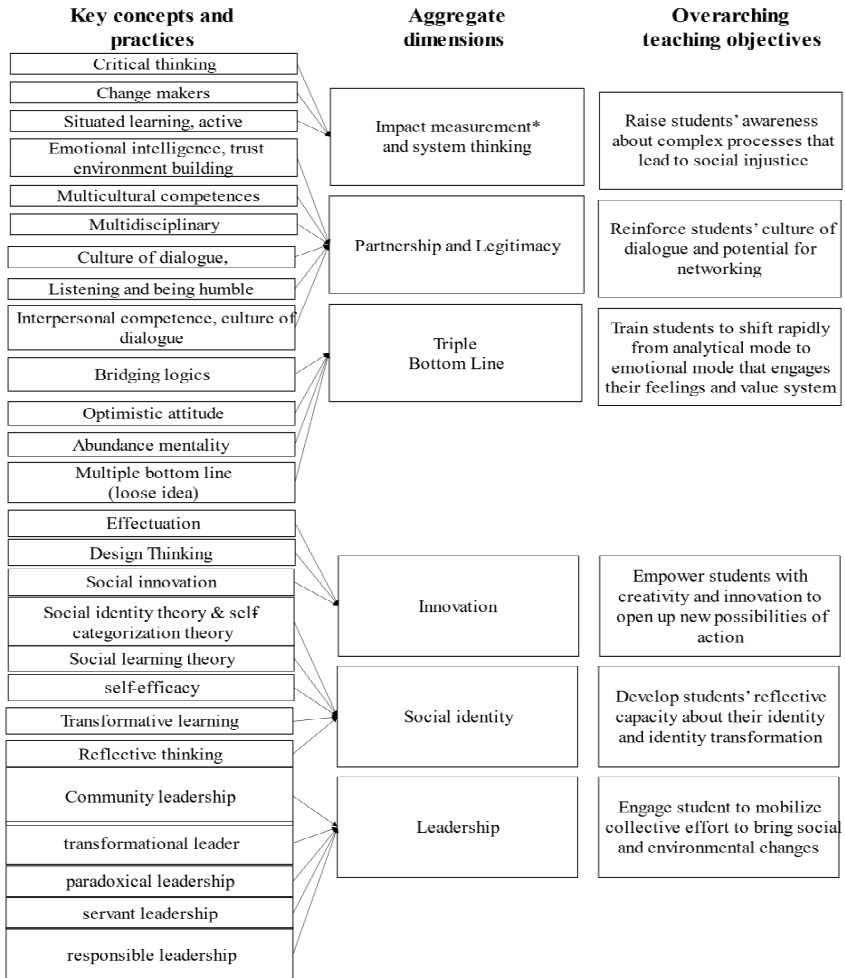 Key concepts and
practices
Aggregate
dimensions
Overarching
teaching objectives
Critical thinking
Change makers
Situated learning, active
Emotional intelligence, trust
environment building
Multicultural competences
Multidisciplinary
Culture of dialogue,
Listening and being humble
Interpersonal competence, culture of
dialogue
Bridging logics
Optimistic attitude
Abundance mentality
Multiple bottom line
(loose idea)
Effectuation
Design Thinking
Social innovation
Social identity theory & self
categorization theory
Social learning theory
self-efficacy
Transformative learning
Reflective thinking
Community leadership
transformational leader
paradoxical leadership
servant leadership
responsible leadership
Impact measurement*
and system thinking
Partnership and Legitimacy
Triple
Bottom Line
Innovation
Social identity
Leadership
Raise students’ awareness
about complex processes that
lead to social injustice
Reinforce students’ culture of
dialogue and potential for
networking
Train students to shift rapidly
from analytical mode to
emotional mode that engages
their feelings and value system
Empower students with
creativity and innovation to
open up new possibilities of
action
Develop students’ reflective
capacity about their identity
and identity transformation
Engage student to mobilize
collective effort to bring social
and environmental changes